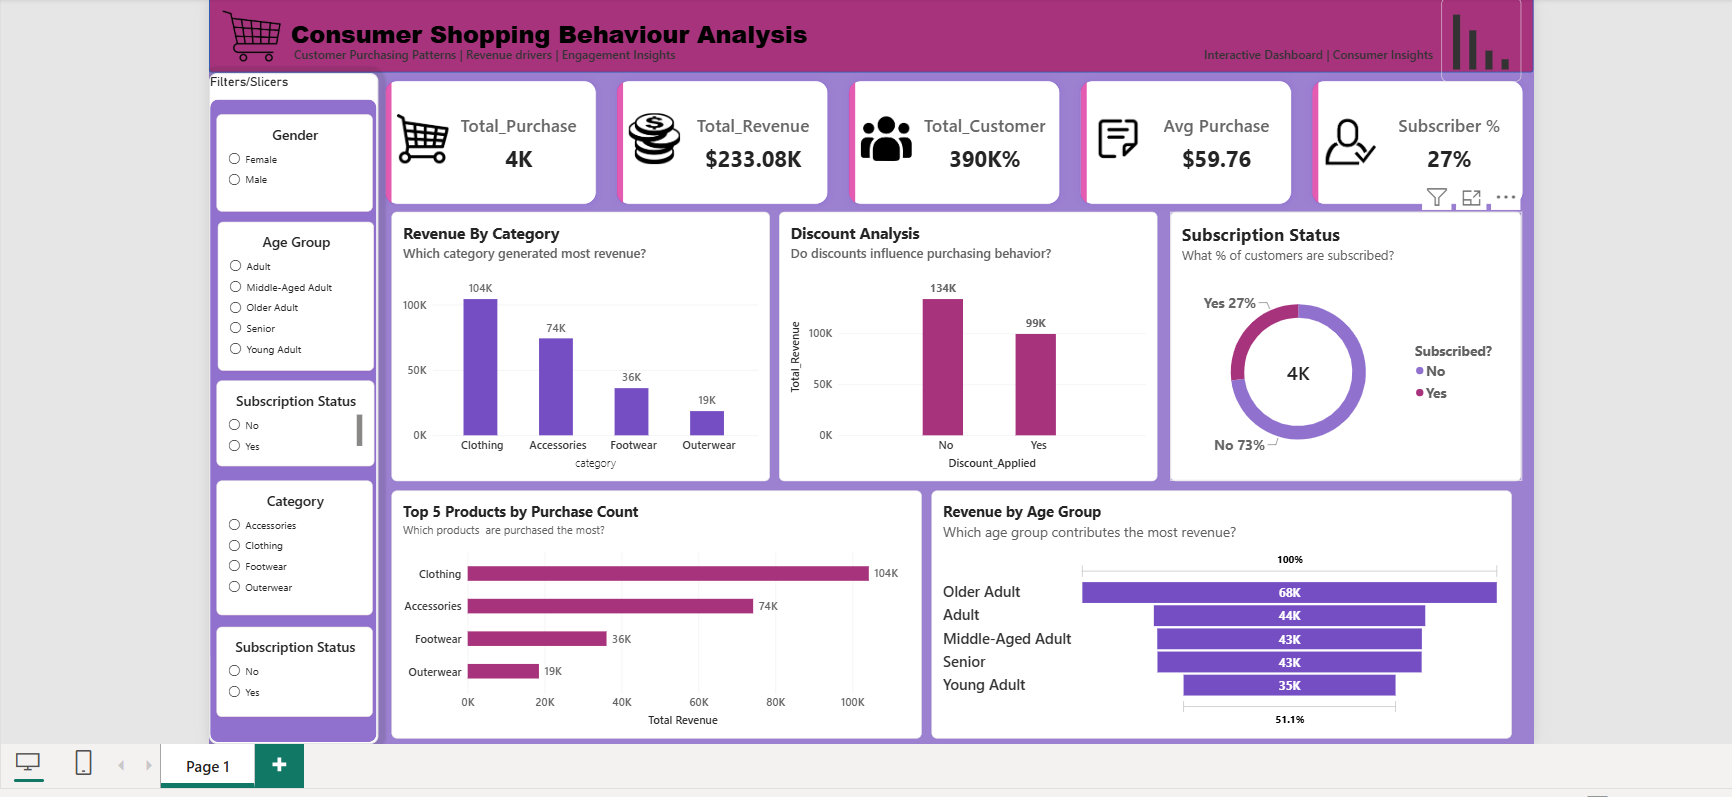 Consumer Shopping Behaviour Analysis
Customer Purchasing Patterns | Revenue drivers | Engagement Insights
Interactive Dashboard | Consumer Insights
Filters/Slicers
Gender
Female
Male
Age Group
Adult
Middle-Aged Adult
Older Adult
Senior
Young Adult
Subscription Status
No
Yes
Category
Accessories
Clothing
Footwear
Outerwear
Subscription Status
No
Yes
Total_Purchase
4K
Total_Revenue
$233.08K
Total_Customer
390K%
Avg Purchase
$59.76
Subscriber %
27%
Revenue By Category
Which category generated most revenue?
104K
100K
74K
50K
36K
19K
0K
Clothing Accessories Footwear Outerwear
category
Discount Analysis
Do discounts influence purchasing behavior?
134K
99K
100K
50K
0K
Total_Revenue
No Yes
Discount_Applied
Subscription Status
What % of customers are subscribed?
Yes 27%
4K
No 73%
Subscribed?
No
Yes
Top 5 Products by Purchase Count
Which products are purchased the most?
Clothing 104K
Accessories 74K
Footwear 36K
Outerwear 19K
0K 20K 40K 60K 80K 100K
Total Revenue
Revenue by Age Group
Which age group contributes the most revenue?
100%
Older Adult 68K
Adult 44K
Middle-Aged Adult 43K
Senior 43K
Young Adult 35K
51.1%
Page 1